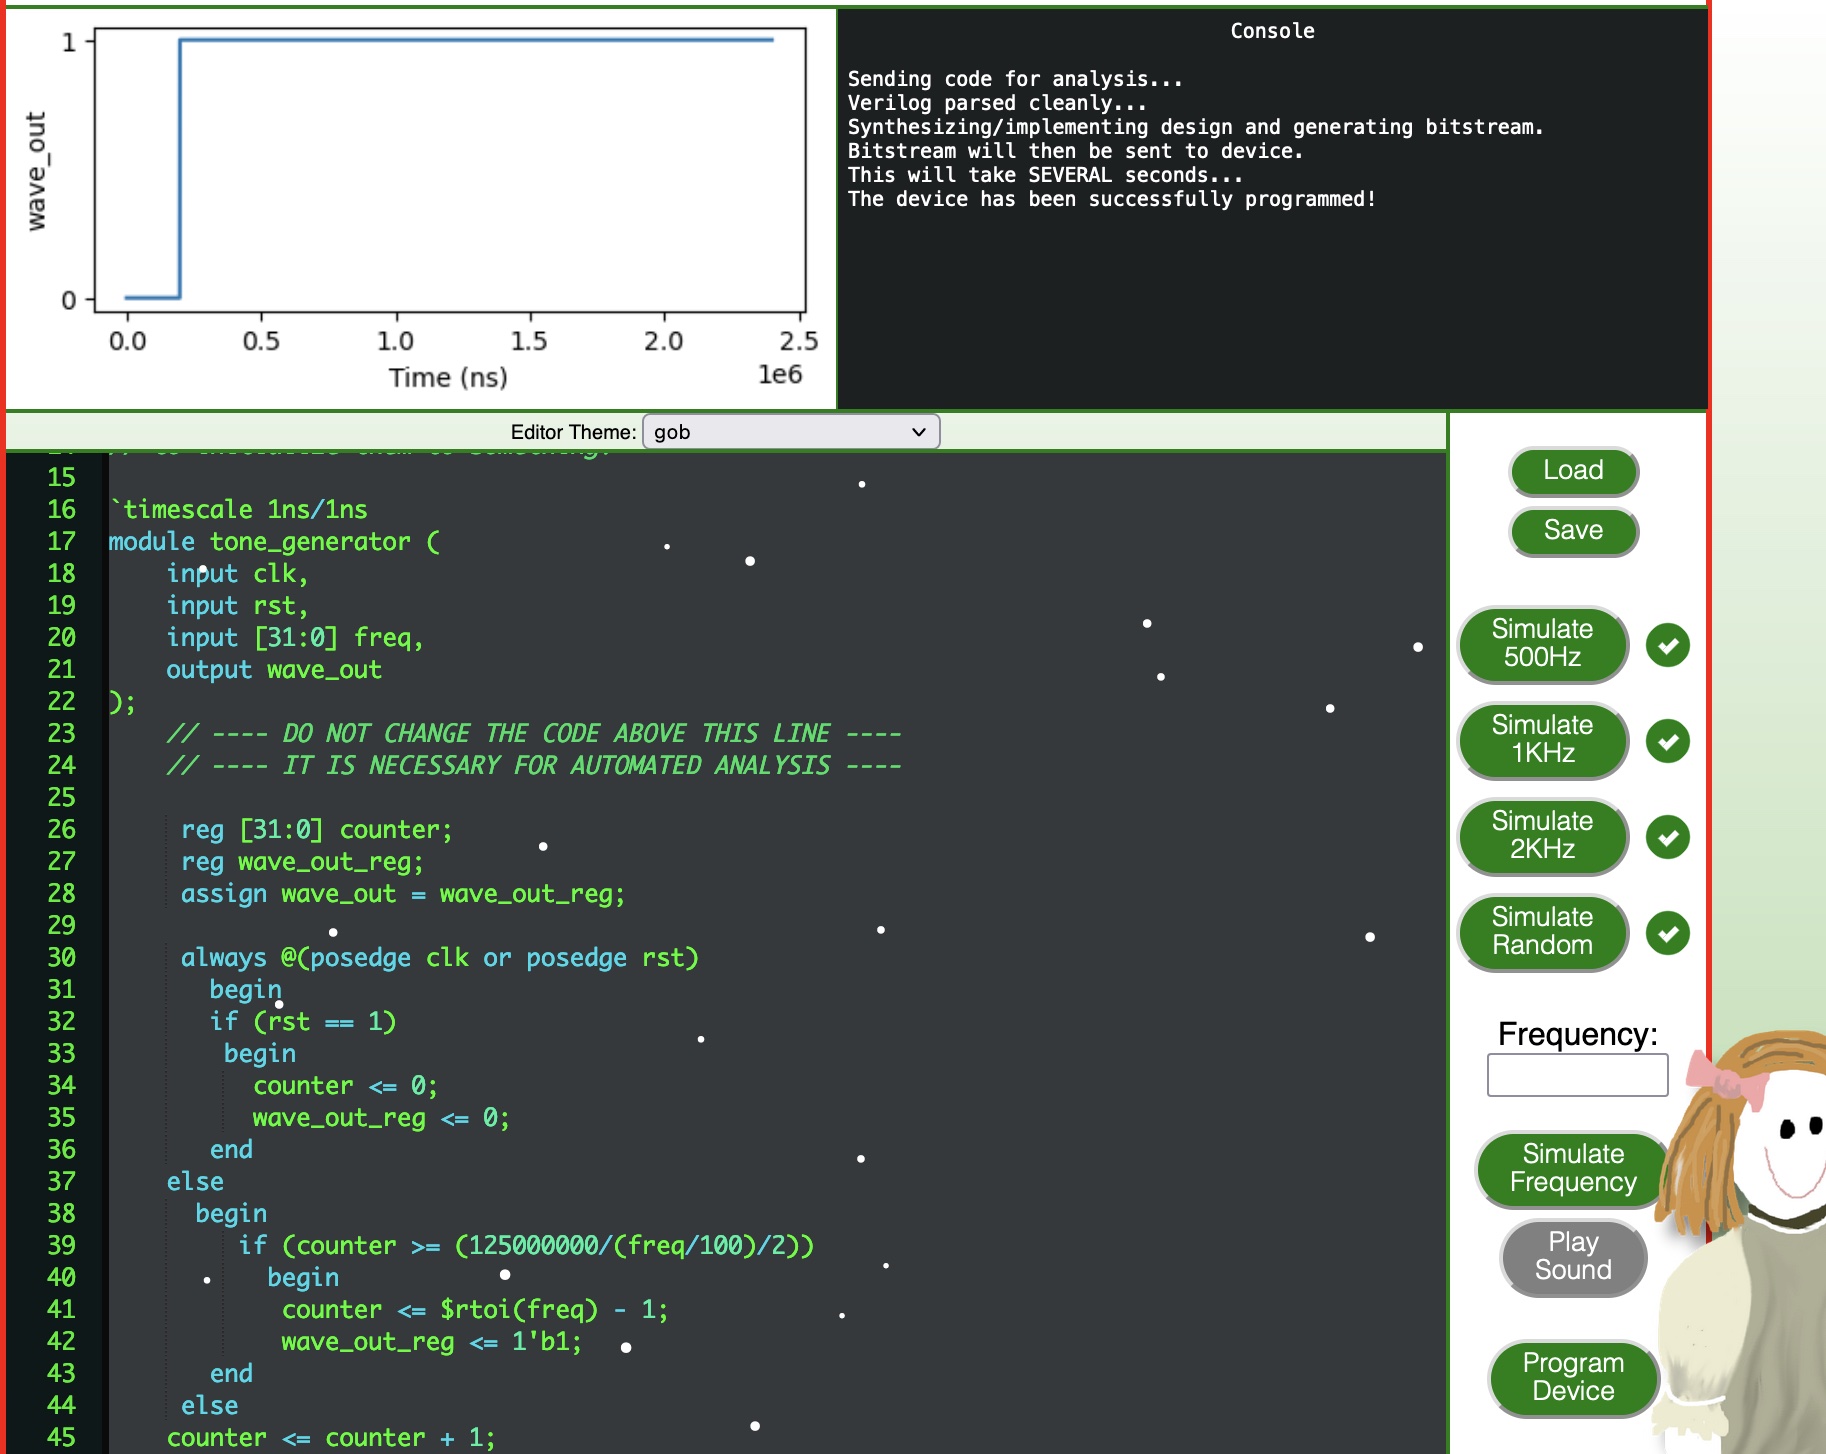 1
0
wave_out
0.0 0.5 1.0 1.5 2.0 2.5
1e6
Time (ns)
Console
Sending code for analysis...
Verilog parsed cleanly...
Synthesizing/implementing design and generating bitstream.
Bitstream will then be sent to device.
This will take SEVERAL seconds...
The device has been successfully programmed!
Editor Theme: gob
15
16 `timescale 1ns/1ns
17 module tone_generator (
18 input clk,
19 input rst,
20 input [31:0] freq,
21 output wave_out
22 );
23 // ---- DO NOT CHANGE THE CODE ABOVE THIS LINE ----
24 // ---- IT IS NECESSARY FOR AUTOMATED ANALYSIS ----
25
26 reg [31:0] counter;
27 reg wave_out_reg;
28 assign wave_out = wave_out_reg;
29
30 always @(posedge clk or posedge rst)
31 begin
32 if (rst == 1)
33 begin
34 counter <= 0;
35 wave_out_reg <= 0;
36 end
37 else
38 begin
39 if (counter >= (125000000/(freq/100)/2))
40 begin
41 counter <= $rtoi(freq) - 1;
42 wave_out_reg <= 1'b1;
43 end
44 else
45 counter <= counter + 1;
Load
Save
Simulate
500Hz
Simulate
1KHz
Simulate
2KHz
Simulate
Random
Frequency:
Simulate
Frequency
Play
Sound
Program
Device